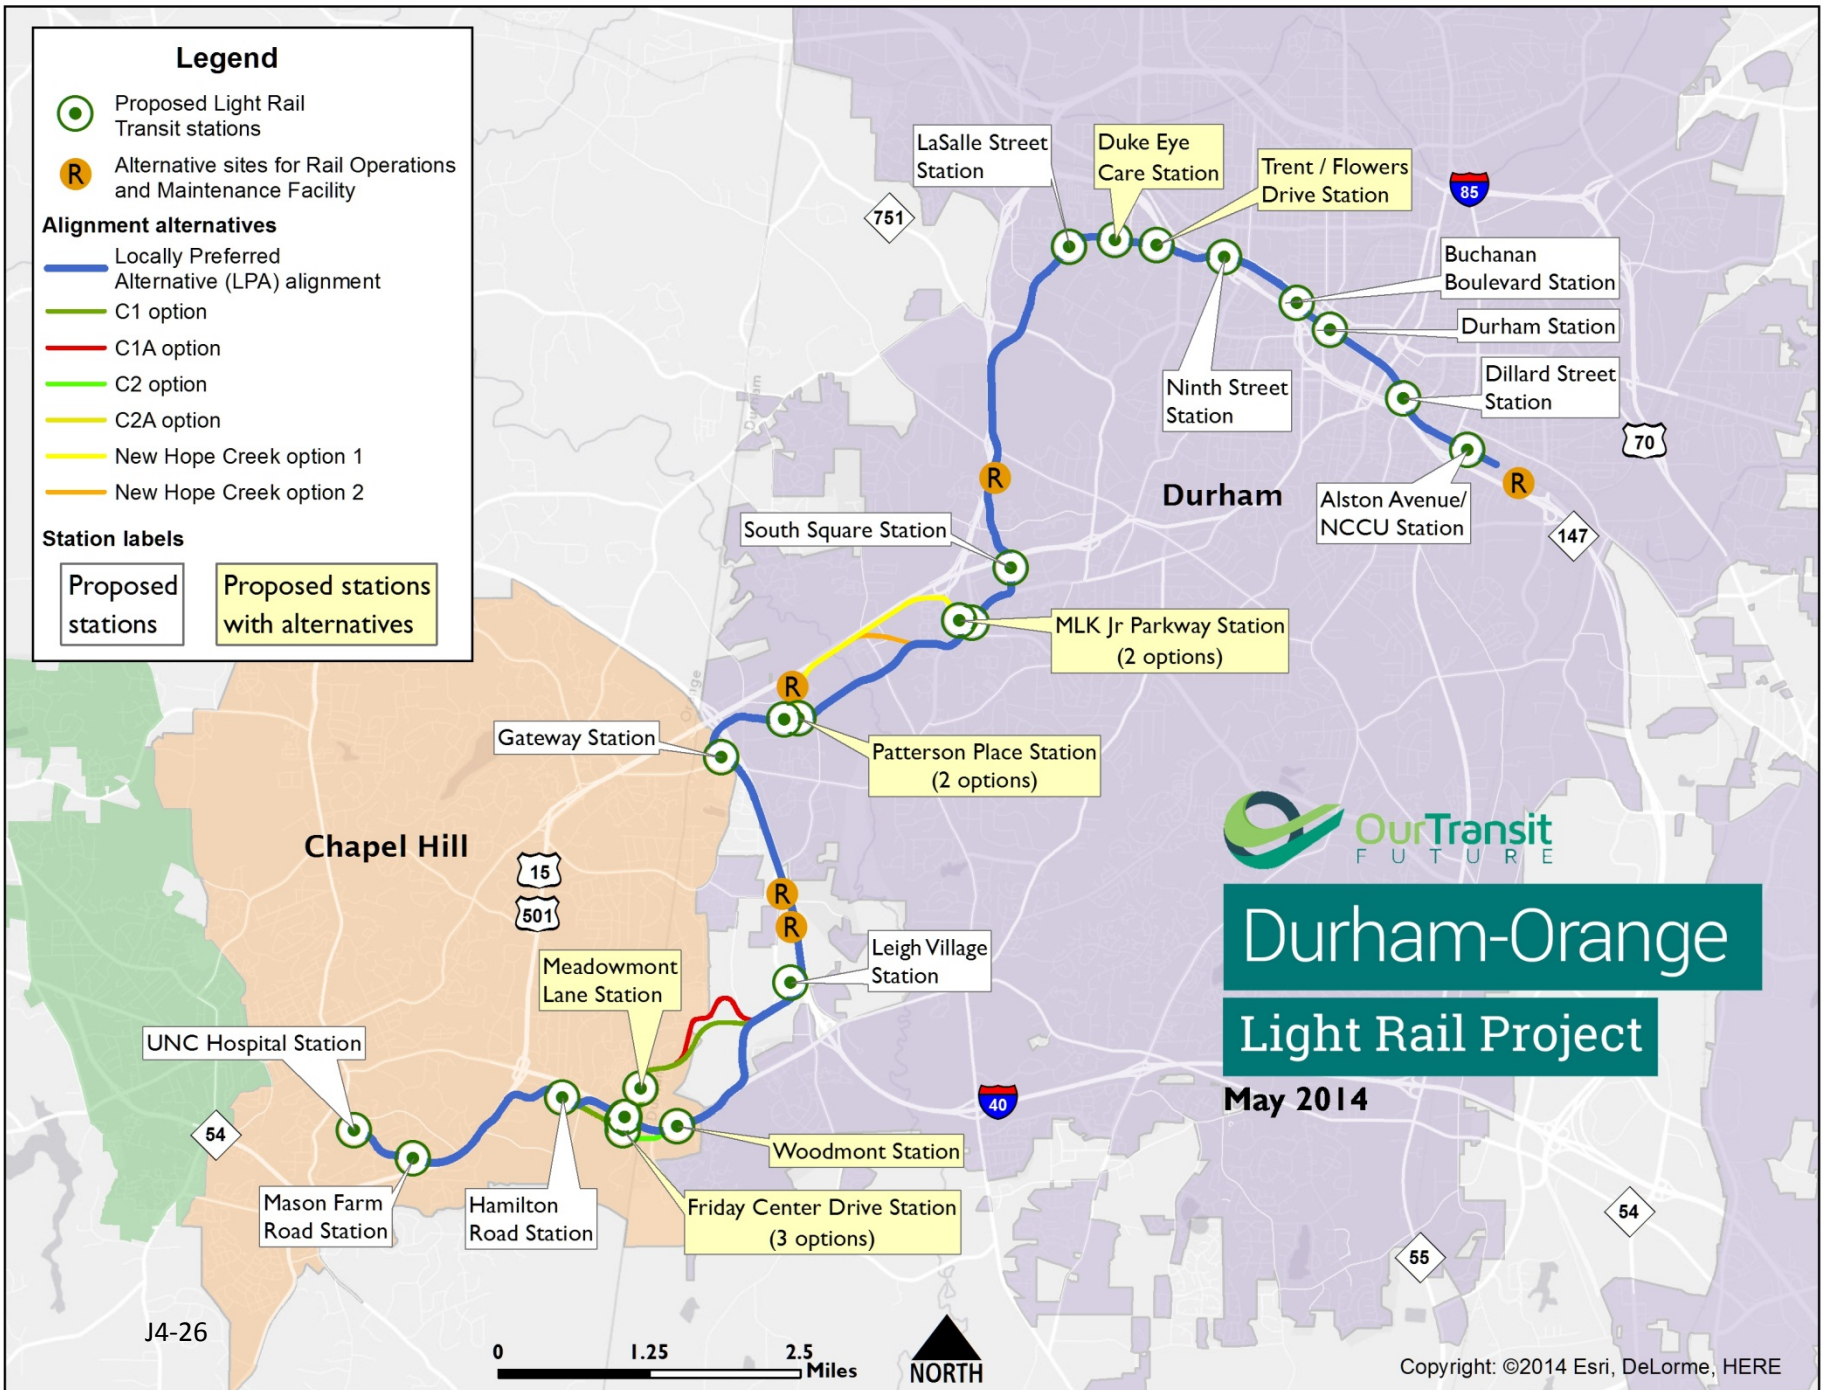 Legend
Proposed Light Rail
Transit stations
R
Alternative sites for Rail Operations
and Maintenance Facility
Alignment alternatives
Locally Preferred
Alternative (LPA) alignment
C1 option
C1A option
C2 option
C2A option
New Hope Creek option 1
New Hope Creek option 2
Station labels
Proposed
stations
Proposed stations
with alternatives
LaSalle Street
Station
Duke Eye
Care Station
Trent / Flowers
Drive Station
85
751
Buchanan
Boulevard Station
Durham Station
Ninth Street
Station
Dillard Street
Station
70
Durham
R
Durham
R
Alston Avenue/
NCCU Station
147
South Square Station
MLK Jr Parkway Station
(2 options)
R
Orange
Gateway Station
Patterson Place Station
(2 options)
Chapel Hill
15
501
R
R
Leigh Village
Station
Meadowmont
Lane Station
OurTransit
FUTURE
Durham-Orange
Light Rail Project
May 2014
UNC Hospital Station
40
54
Woodmont Station
Mason Farm
Road Station
Hamilton
Road Station
Friday Center Drive Station
(3 options)
54
55
J4-26
0 1.25 2.5
Miles
NORTH
Copyright: ©2014 Esri, DeLorme, HERE